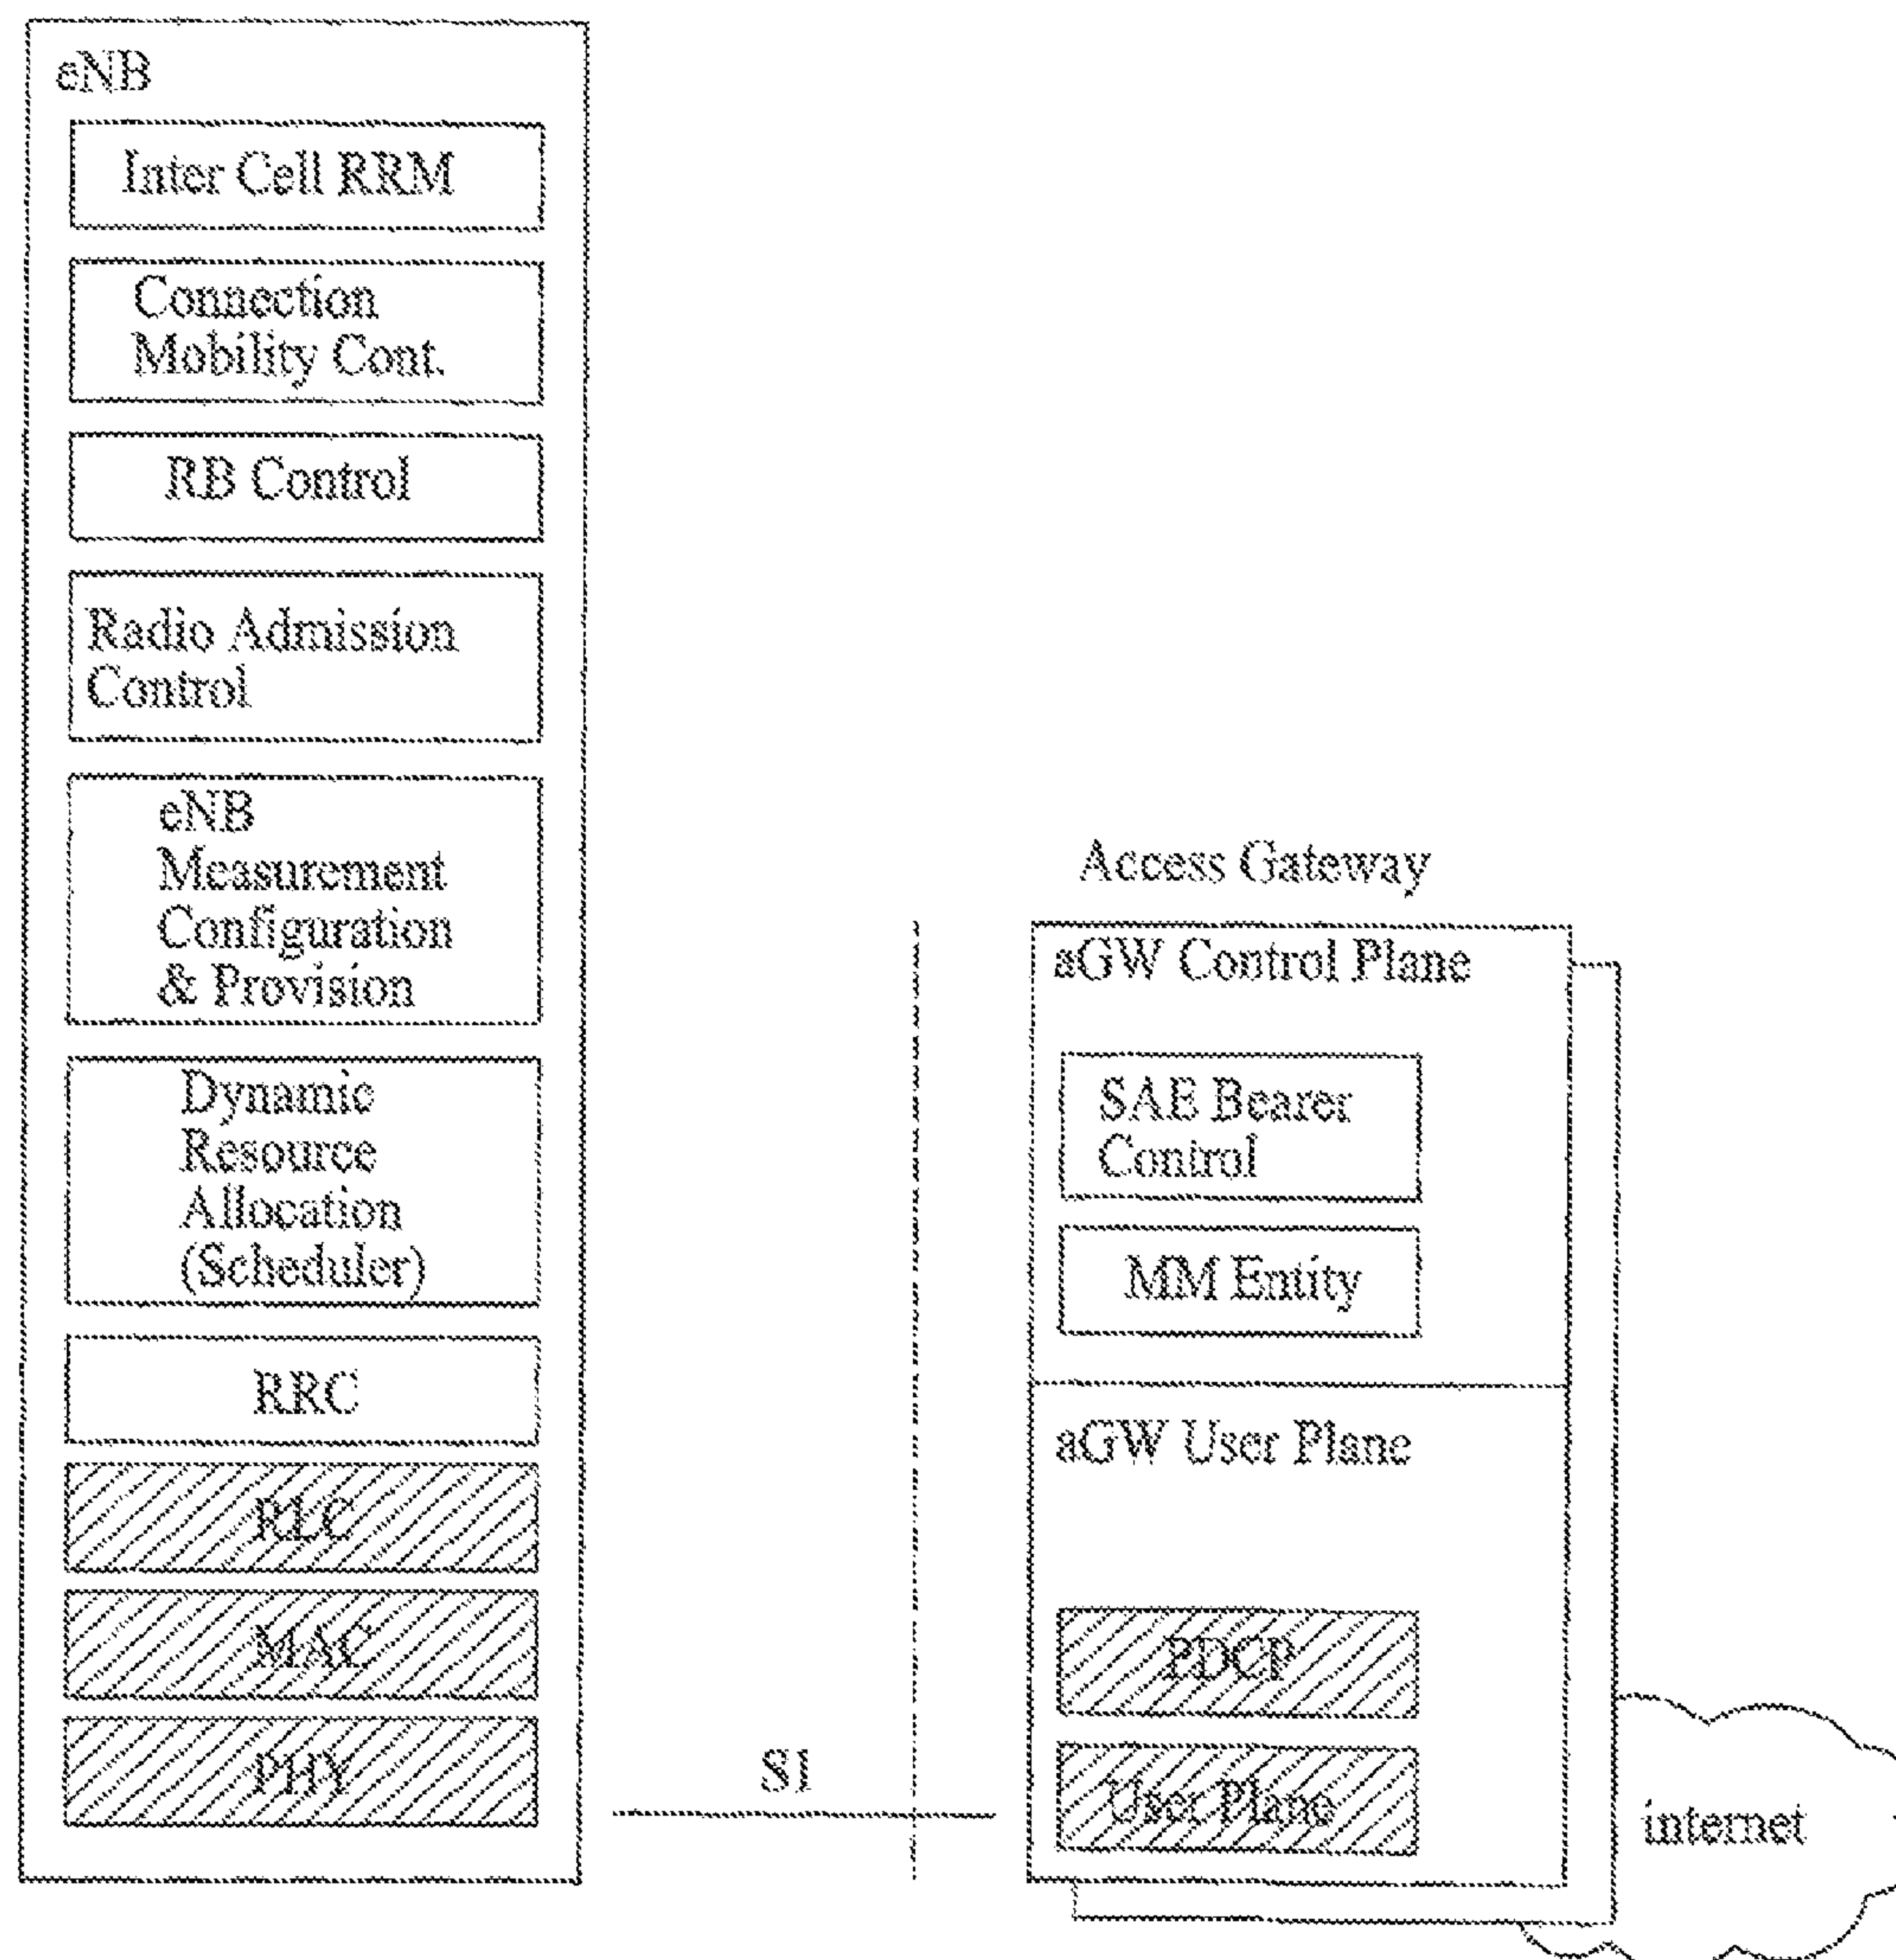 eNB
Inter Cell RRM
Connection
Mobility Cont.
RB Control
Radio Admission
Control
eNB
Measurement
Configuration
& Provision
Dynamic
Resource
Allocation
(Scheduler)
RRC
RLC
MAC
PHY
S1
Access Gateway
aGW Control Plane
SAE Bearer
Control
MM Entity
aGW User Plane
PDCP
User Plane
internet